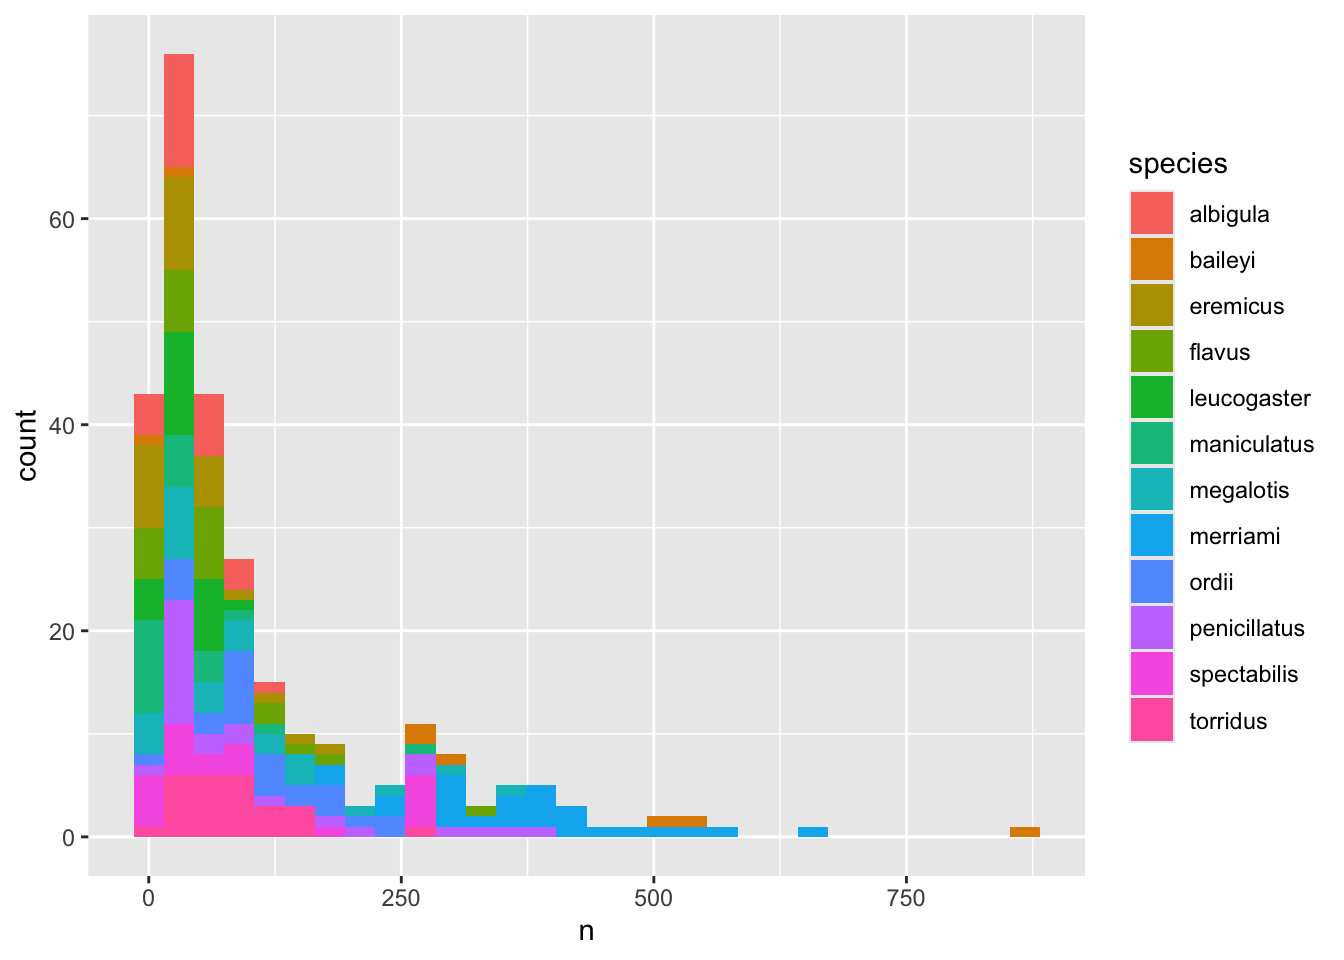 count
60
40
20
0
0
250
500
750
n
species
albigula
baileyi
eremicus
flavus
leucogaster
maniculatus
megalotis
merriami
ordii
penicillatus
spectabilis
torridus